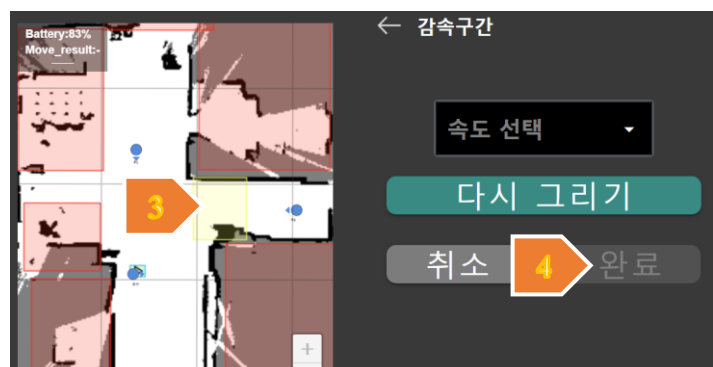 Battery:83%
Move_result:-
3
← 감속구간
속도 선택
다시 그리기
취소
4
완료
+